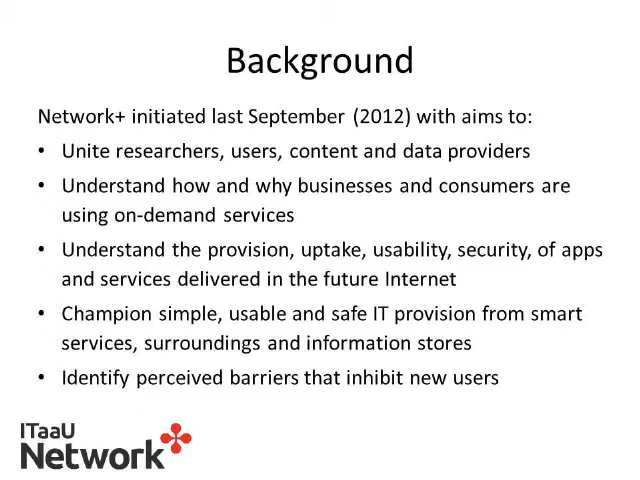 Background
Network+ initiated last September (2012) with aims to:
• Unite researchers, users, content and data providers
• Understand how and why businesses and consumers are
using on-demand services
• Understand the provision, uptake, usability, security, of apps
and services delivered in the future Internet
• Champion simple, usable and safe IT provision from smart
services, surroundings and information stores
• Identify perceived barriers that inhibit new users
ITaaU
Network